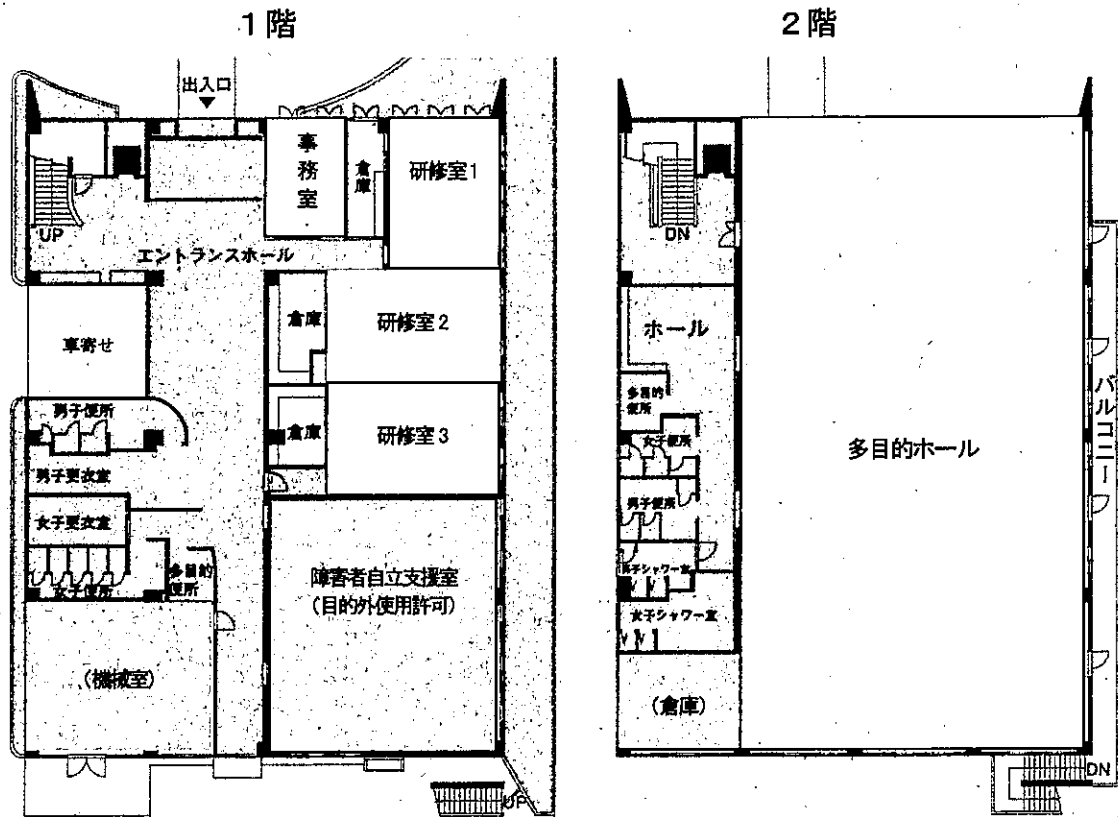 1階
出入口
事務室
倉庫
研修室1
UP
エントランスホール
倉庫
研修室2
車寄せ
男子便所
倉庫
研修室3
男子更衣室
女子更衣室
多目的
便所
女子便所
障害者自立支援室
(目的外使用許可)
(機械室)
UP
2階
DN
ホール
多目的
便所
女子便所
多目的ホール
バルコニー
男子便所
男子シャワー室
女子シャワー室
(倉庫)
DN